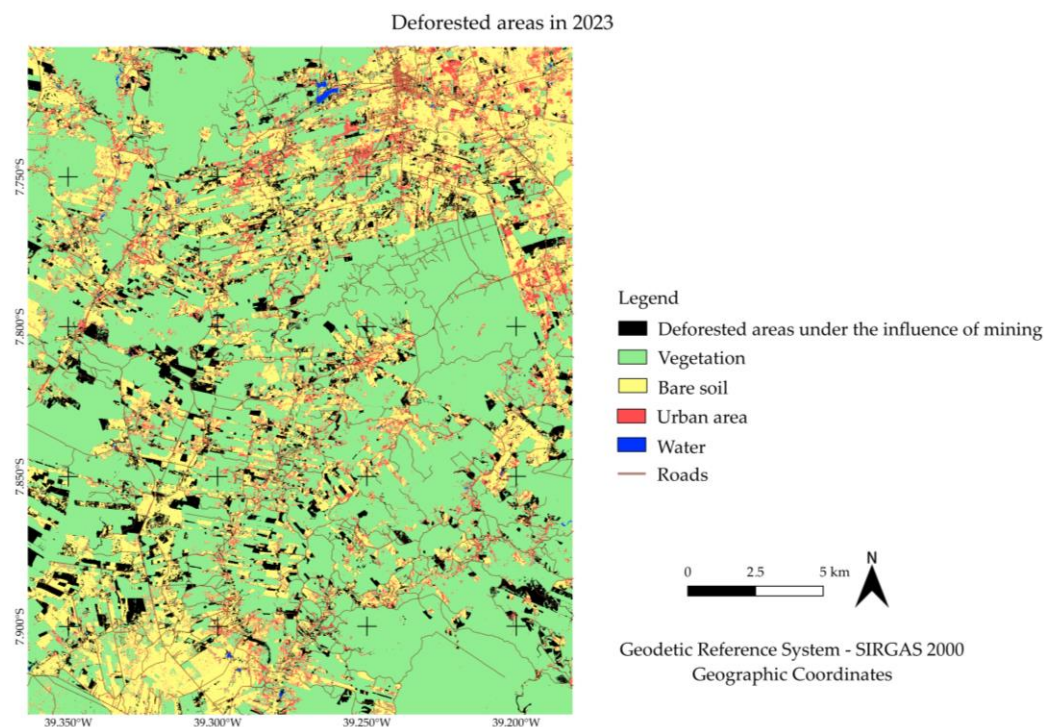 Deforested areas in 2023
7.750°S
7.800°S
7.850°S
7.900°S
39.350°W
39.300°W
39.250°W
39.200°W
Legend
Deforested areas under the influence of mining
Vegetation
Bare soil
Urban area
Water
Roads
0 2.5 5 km
N
Geodetic Reference System - SIRGAS 2000
Geographic Coordinates